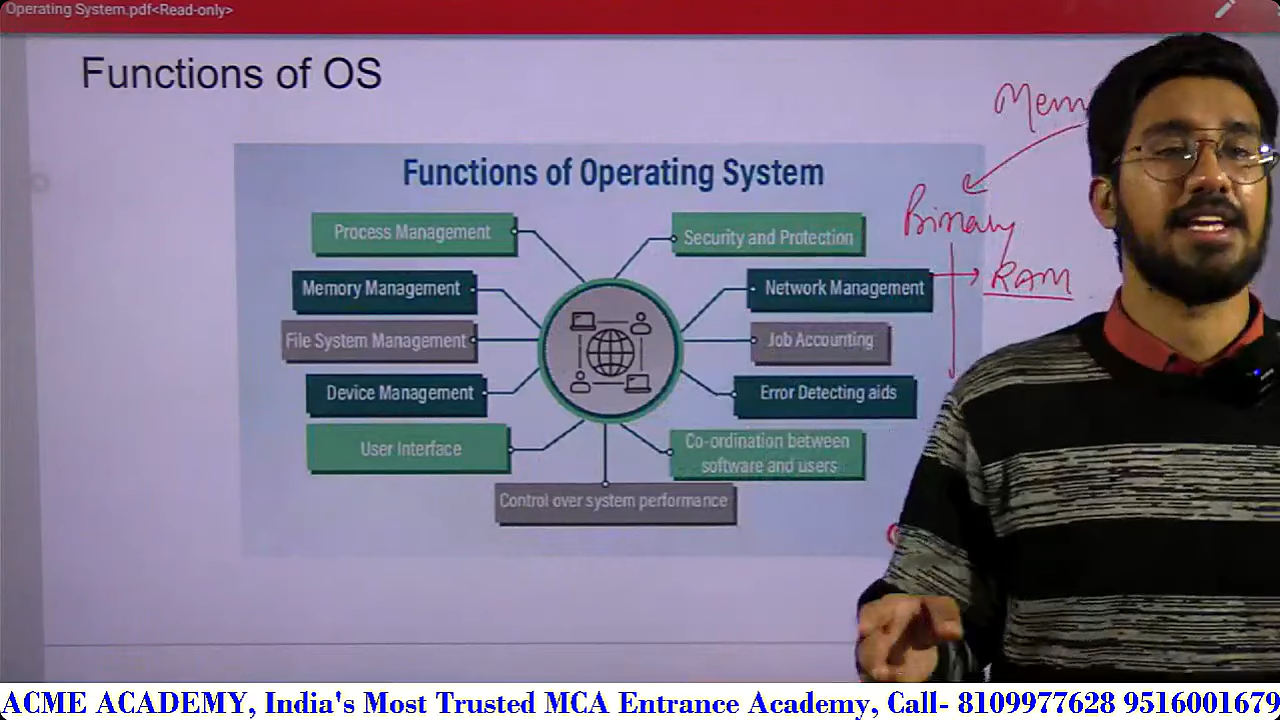 Operating System.pdf<Read-only>
Functions of OS
Functions of Operating System
Process Management
Memory Management
File System Management
Device Management
User Interface
Security and Protection
Network Management
Job Accounting
Error Detecting aids
Co-ordination between
software and users
Control over system performance
Mem
RAM
ACME ACADEMY, India's Most Trusted MCA Entrance Academy, Call- 8109977628 9516001679